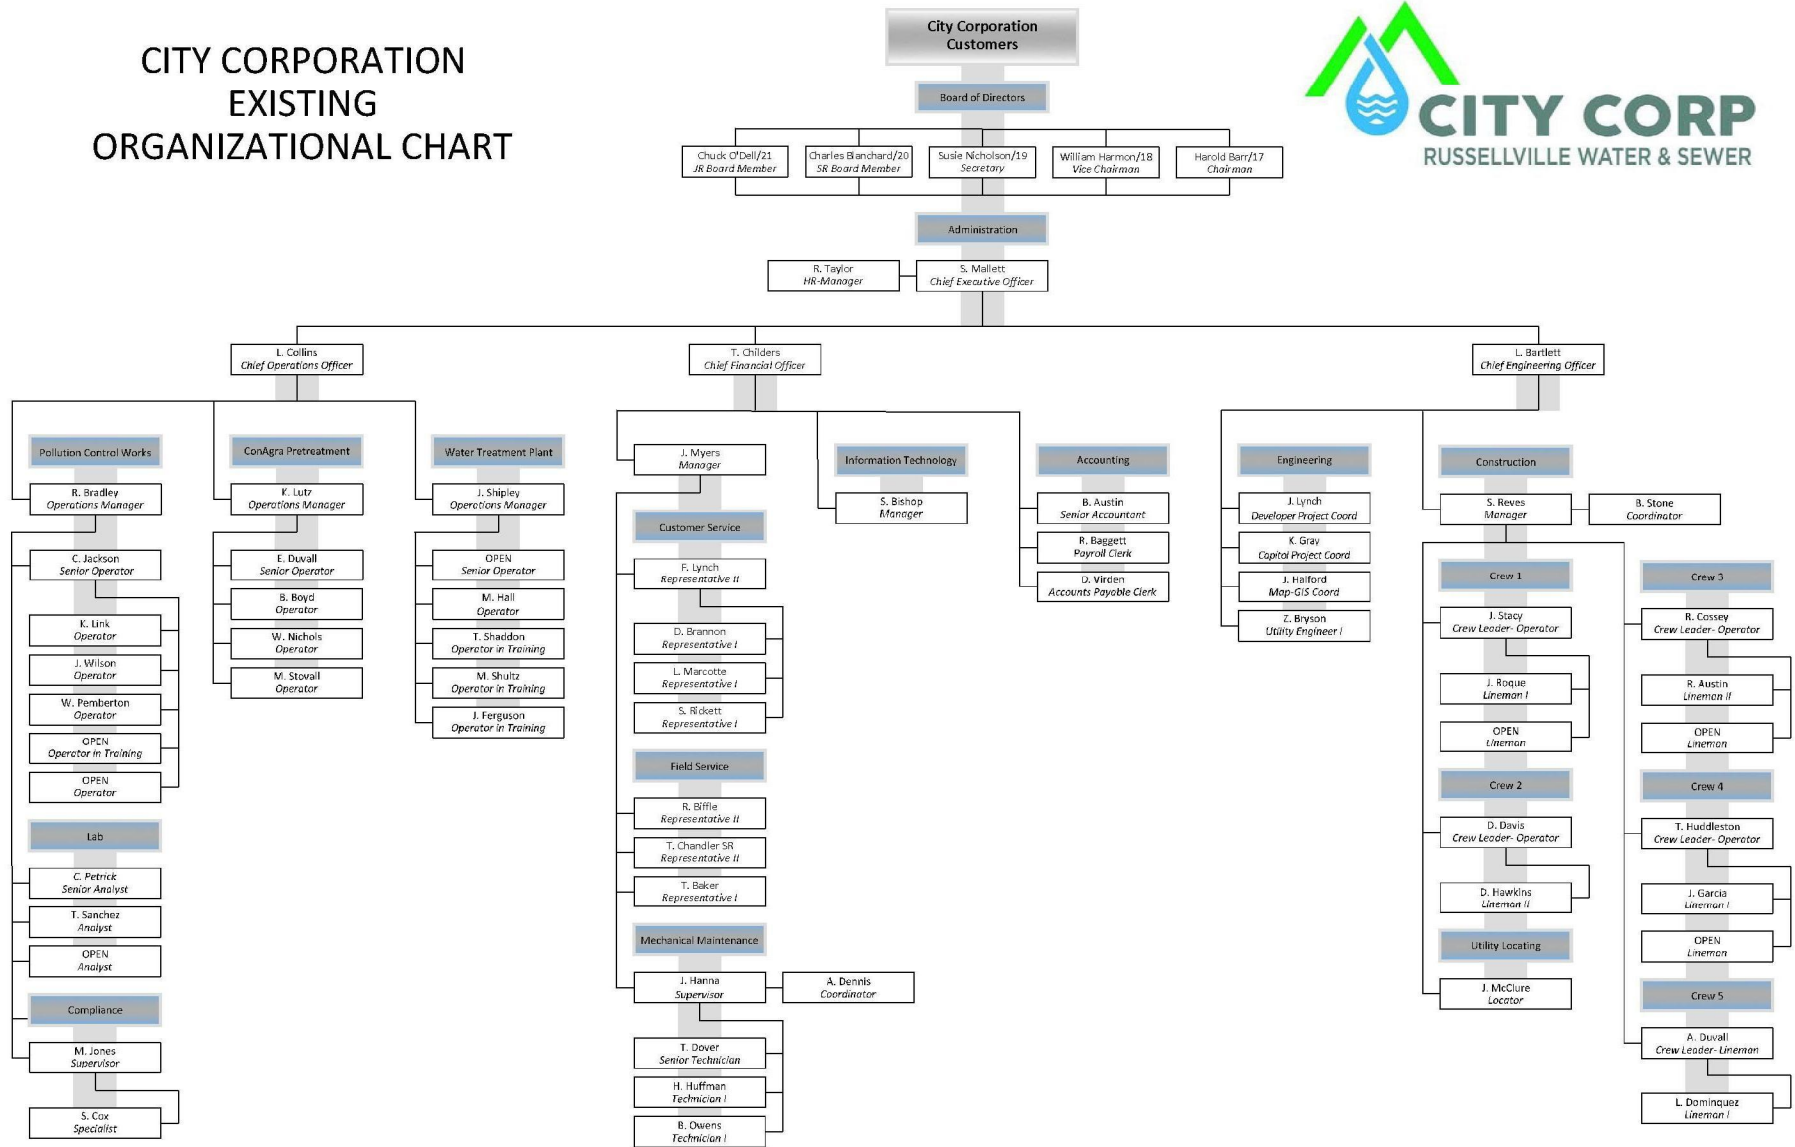 CITY CORPORATION
EXISTING
ORGANIZATIONAL CHART
City Corporation
Customers
CITY CORP
RUSSELLVILLE WATER & SEWER
Board of Directors
Chuck O'Dell/21
JR Board Member
Charles Blanchard/20
SR Board Member
Susie Nicholson/19
Secretary
William Harmon/18
Vice Chairman
Harold Barr/17
Chairman
Administration
R. Taylor
HR-Manager
S. Mallett
Chief Executive Officer
L. Collins
Chief Operations Officer
T. Childers
Chief Financial Officer
L. Bartlett
Chief Engineering Officer
Pollution Control Works
R. Bradley
Operations Manager
C. Jackson
Senior Operator
K. Link
Operator
J. Wilson
Operator
W. Pemberton
Operator
OPEN
Operator in Training
OPEN
Operator
Lab
C. Petrick
Senior Analyst
T. Sanchez
Analyst
OPEN
Analyst
Compliance
M. Jones
Supervisor
S. Cox
Specialist
ConAgra Pretreatment
K. Lutz
Operations Manager
E. Duvall
Senior Operator
B. Boyd
Operator
W. Nichols
Operator
M. Stovall
Operator
Water Treatment Plant
J. Shipley
Operations Manager
OPEN
Senior Operator
M. Hall
Operator
T. Shaddon
Operator in Training
M. Shultz
Operator in Training
J. Ferguson
Operator in Training
J. Myers
Manager
Customer Service
F. Lynch
Representative II
D. Brannon
Representative I
L. Marcotte
Representative I
S. Rickett
Representative I
Field Service
R. Biffle
Representative II
T. Chandler SR
Representative II
T. Baker
Representative I
Mechanical Maintenance
J. Hanna
Supervisor
A. Dennis
Coordinator
T. Dover
Senior Technician
H. Huffman
Technician I
B. Owens
Technician I
Information Technology
S. Bishop
Manager
Accounting
B. Austin
Senior Accountant
R. Baggett
Payroll Clerk
D. Virden
Accounts Payable Clerk
Engineering
J. Lynch
Developer Project Coord
K. Gray
Capitol Project Coord
J. Halford
Map-GIS Coord
Z. Bryson
Utility Engineer I
Construction
S. Reves
Manager
B. Stone
Coordinator
Crew 1
J. Stacy
Crew Leader- Operator
J. Roque
Lineman I
OPEN
Lineman
Crew 2
D. Davis
Crew Leader- Operator
D. Hawkins
Lineman II
Utility Locating
J. McClure
Locator
Crew 3
R. Cossey
Crew Leader- Operator
R. Austin
Lineman II
OPEN
Lineman
Crew 4
T. Huddleston
Crew Leader- Operator
J. Garcia
Lineman I
OPEN
Lineman
Crew 5
A. Duvall
Crew Leader- Lineman
L. Dominquez
Lineman I